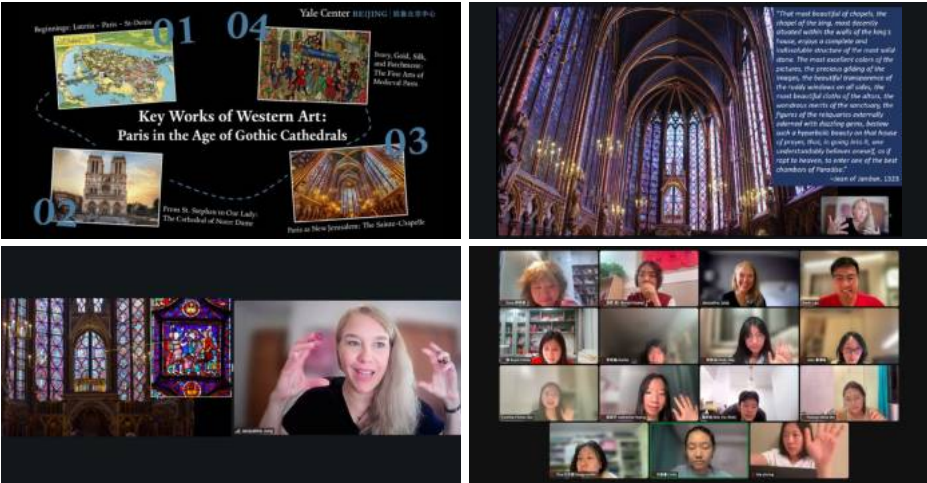 Beginnings: Lutetia – Paris – St-Denis
01
04
Yale Center BEIJING
Ivory, Gold, Silk,
and Parchment:
The Fine Arts of
Medieval Paris
Key Works of Western Art:
Paris in the Age of Gothic Cathedrals
03
02
From St. Stephen to Our Lady:
The Cathedral of Notre Dame
Paris as New Jerusalem: The Sainte-Chapelle
"That most beautiful of chapels, the
chapel of the king, most decently
situated within the walls of the king's
house, enjoys a complete and
indissoluble structure of the most solid
stone. The most excellent colors of the
pictures, the precious gilding of the
images, the beautiful transparence of
the ruddy windows on all sides, the
most beautiful cloths of the altars, the
wondrous merits of the sanctuary, the
figures of the reliquaries externally
adorned with dazzling gems, bestow
such a hyperbolic beauty on that house
of prayer, that, in going into it, one
understandably believes oneself, as if
rapt to heaven, to enter one of the best
chambers of Paradise."
–Jean of Jandun, 1323